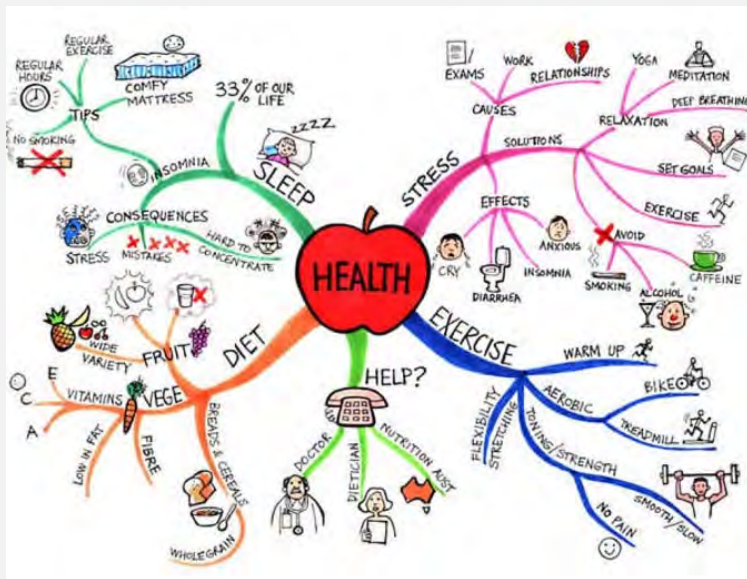 HEALTH
SLEEP
33% OF OUR
LIFE
ZZZZ
INSOMNIA
TIPS
REGULAR
HOURS
REGULAR
EXERCISE
COMFY
MATTRESS
NO SMOKING
CONSEQUENCES
STRESS
MISTAKES
HARD TO
CONCENTRATE
STRESS
CAUSES
EXAMS
WORK
RELATIONSHIPS
SOLUTIONS
RELAXATION
YOGA
MEDITATION
DEEP BREATHING
SET GOALS
EXERCISE
AVOID
SMOKING
ALCOHOL
CAFFEINE
EFFECTS
CRY
DIARRHEA
INSOMNIA
ANXIOUS
DIET
FRUIT
WIDE
VARIETY
VEGE
VITAMINS
E
C
A
LOW IN FAT
FIBRE
BREADS & CEREALS
WHOLEGRAIN
HELP?
DOCTOR
DIETICIAN
NUTRITION AUST
EXERCISE
WARM UP
AEROBIC
BIKE
TREADMILL
TONING/STRENGTH
SMOOTH/SLOW
NO PAIN
FLEXIBILITY
STRETCHING